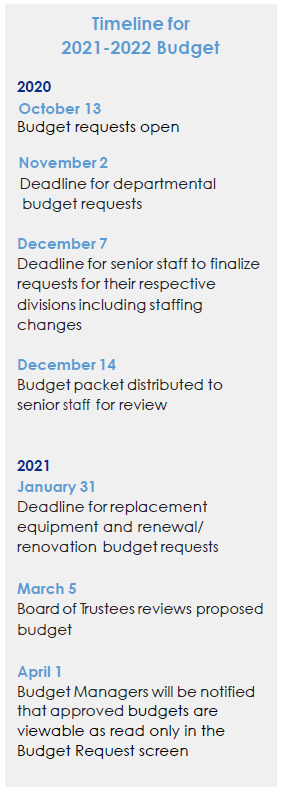 Timeline for
2021-2022 Budget
2020
October 13
Budget requests open
November 2
Deadline for departmental
budget requests
December 7
Deadline for senior staff to finalize
requests for their respective
divisions including staffing
changes
December 14
Budget packet distributed to
senior staff for review
2021
January 31
Deadline for replacement
equipment and renewal/
renovation budget requests
March 5
Board of Trustees reviews proposed
budget
April 1
Budget Managers will be notified
that approved budgets are
viewable as read only in the
Budget Request screen